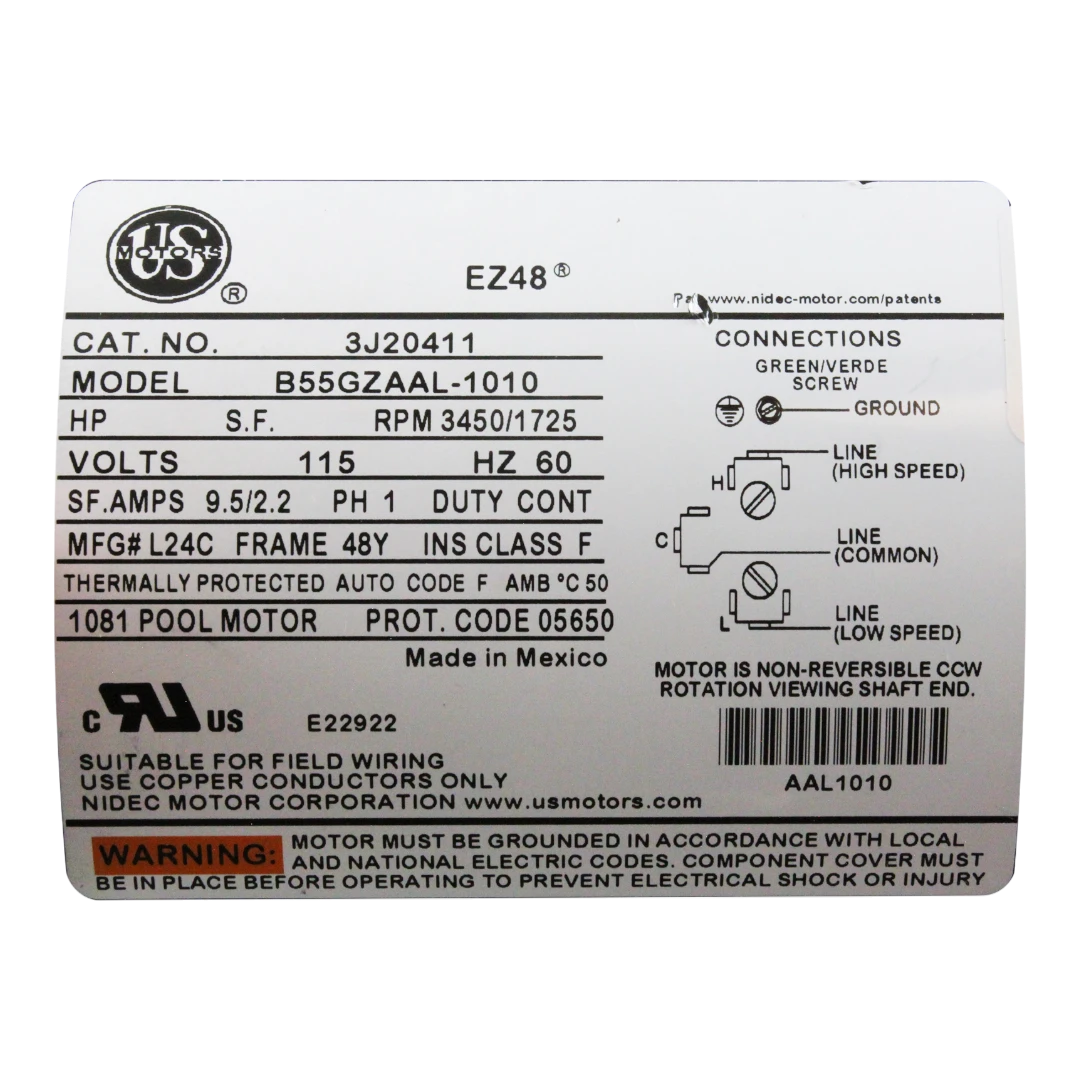 US
MOTORS
®
EZ48®
www.nidec-motor.com/patents
CAT. NO. 3J20411
MODEL B55GZAAL-1010
HP S.F. RPM 3450/1725
VOLTS 115 HZ 60
SF.AMPS 9.5/2.2 PH 1 DUTY CONT
MFG# L24C FRAME 48Y INS CLASS F
THERMALLY PROTECTED AUTO CODE F AMB °C 50
1081 POOL MOTOR PROT. CODE 05650
Made in Mexico
C RU US E22922
SUITABLE FOR FIELD WIRING
USE COPPER CONDUCTORS ONLY
NIDEC MOTOR CORPORATION www.usmotors.com
CONNECTIONS
GREEN/VERDE
SCREW
GROUND
LINE
H (HIGH SPEED)
C LINE
(COMMON)
LINE
L (LOW SPEED)
MOTOR IS NON-REVERSIBLE CCW
ROTATION VIEWING SHAFT END.
AAL1010
WARNING: MOTOR MUST BE GROUNDED IN ACCORDANCE WITH LOCAL
AND NATIONAL ELECTRIC CODES. COMPONENT COVER MUST
BE IN PLACE BEFORE OPERATING TO PREVENT ELECTRICAL SHOCK OR INJURY